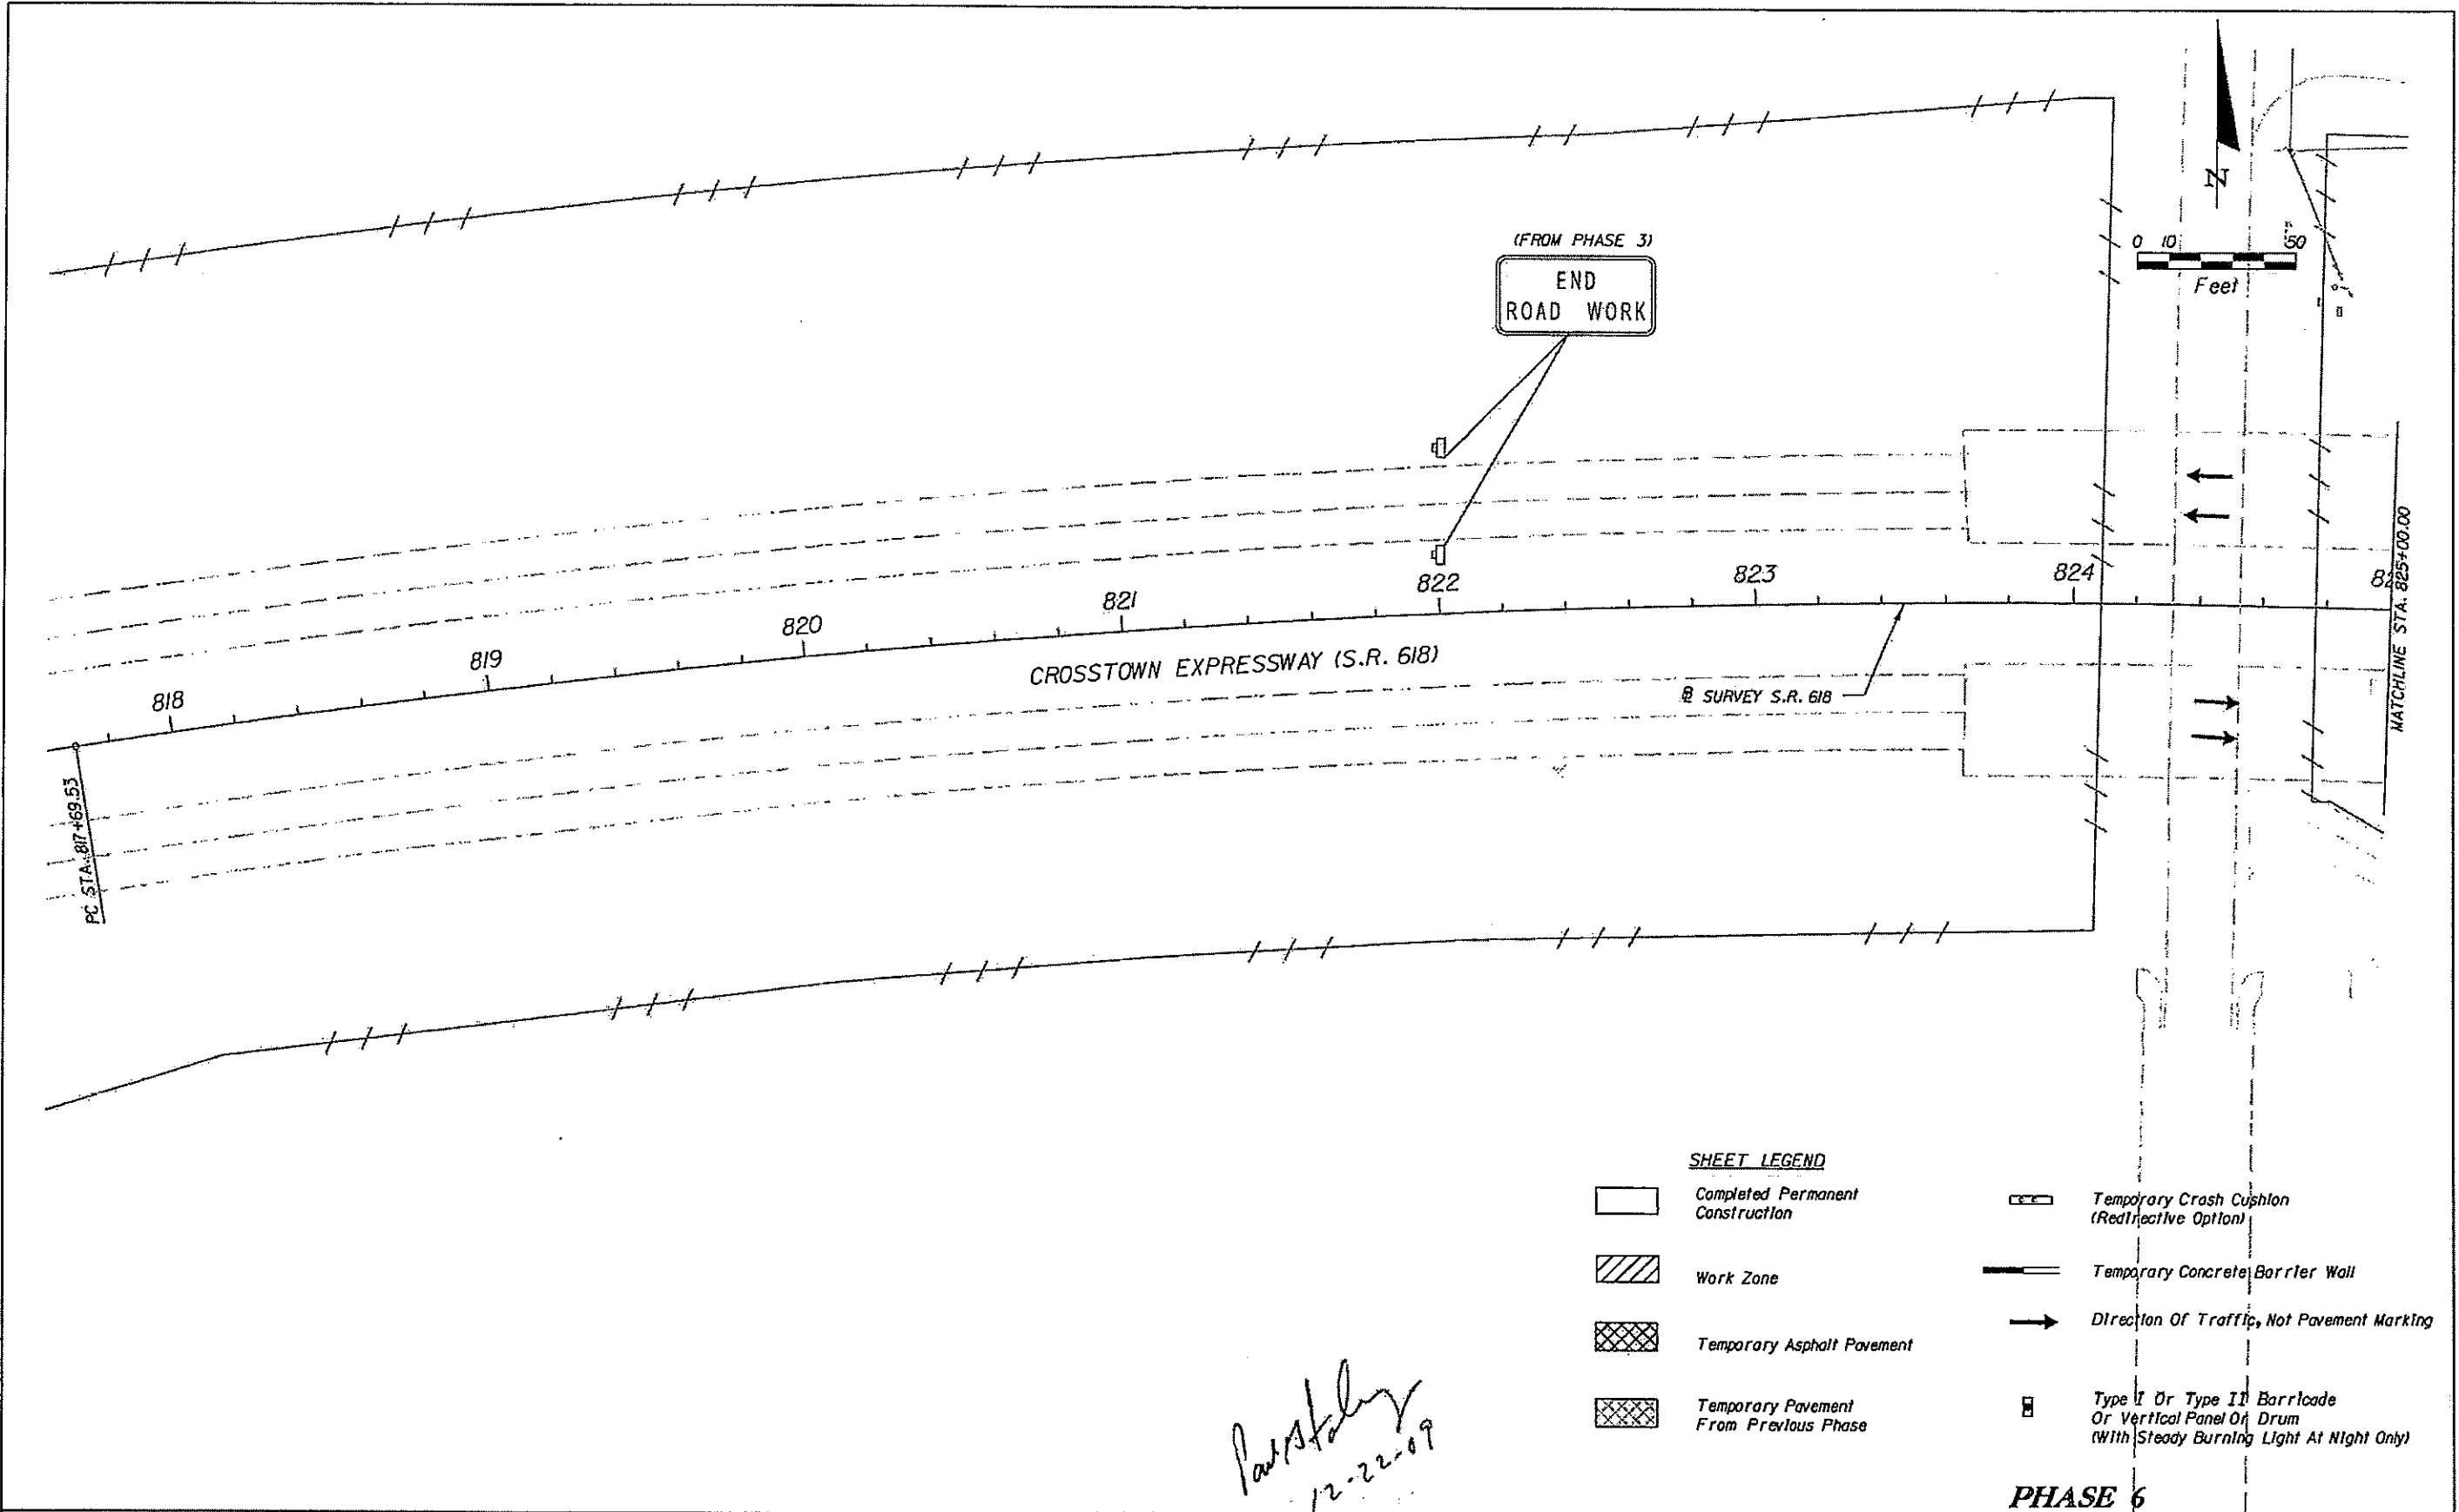 (FROM PHASE 3)
END
ROAD WORK
N
0 10 50
Feet
818
819
820
821
822
823
824
82
CROSSTOWN EXPRESSWAY (S.R. 618)
SURVEY S.R. 618
PC STA. 817+69.53
MATCHLINE STA. 825+00.00
SHEET LEGEND
Completed Permanent
Construction
Work Zone
Temporary Asphalt Pavement
Temporary Pavement
From Previous Phase
Temporary Crash Cushion
(Redirective Option)
Temporary Concrete Barrier Wall
Direction Of Traffic, Not Pavement Marking
Type I Or Type II Barricade
Or Vertical Panel Or Drum
(With Steady Burning Light At Night Only)
12-22-09
PHASE 6